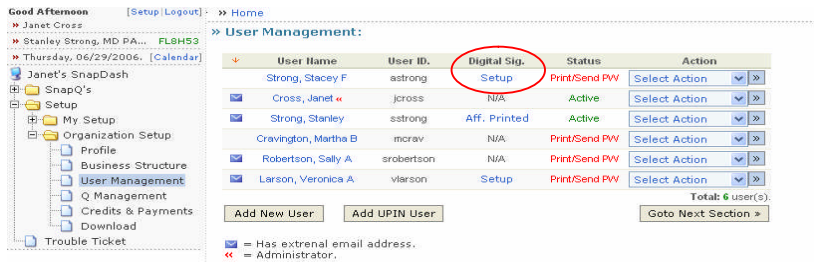 Good Afternoon [Setup|Logout]
» Janet Cross
» Stanley Strong, MD PA... FL8H53
» Thursday, 06/29/2006. [Calendar]
Janet's SnapDash
SnapQ's
Setup
My Setup
Organization Setup
Profile
Business Structure
User Management
Q Management
Credits & Payments
Download
Trouble Ticket
» Home
» User Management:
User Name User ID. Digital Sig. Status Action
Strong, Stacey F astrong Setup Print/Send PW Select Action »
Cross, Janet « jcross N/A Active Select Action »
Strong, Stanley sstrong Aff. Printed Active Select Action »
Cravington, Martha B mcrav N/A Print/Send PW Select Action »
Robertson, Sally A srobertson N/A Print/Send PW Select Action »
Larson, Veronica A vlarson Setup Print/Send PW Select Action »
Total: 6 user(s).
Add New User Add UPIN User Goto Next Section »
= Has extrenal email address.
« = Administrator.